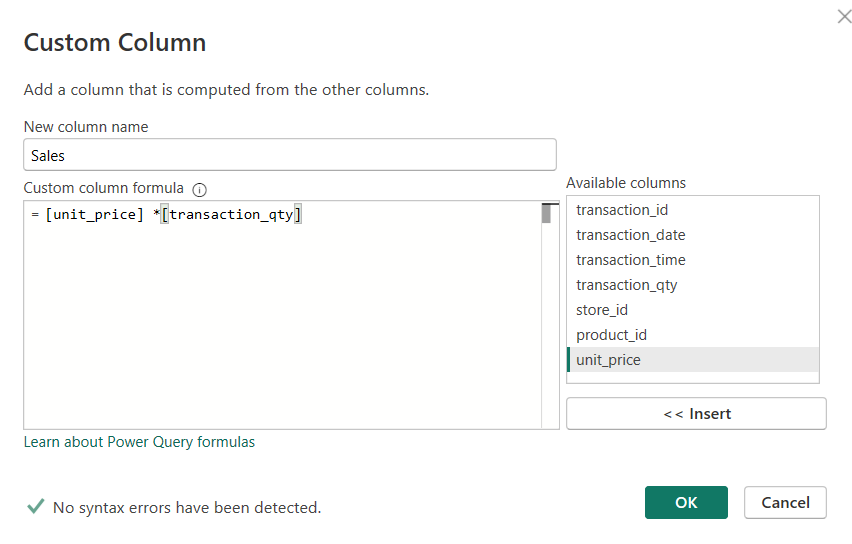 Custom Column
Add a column that is computed from the other columns.
New column name
Sales
Custom column formula
= [unit_price] *[transaction_qty]
Available columns
transaction_id
transaction_date
transaction_time
transaction_qty
store_id
product_id
unit_price
<< Insert
Learn about Power Query formulas
No syntax errors have been detected.
OK
Cancel